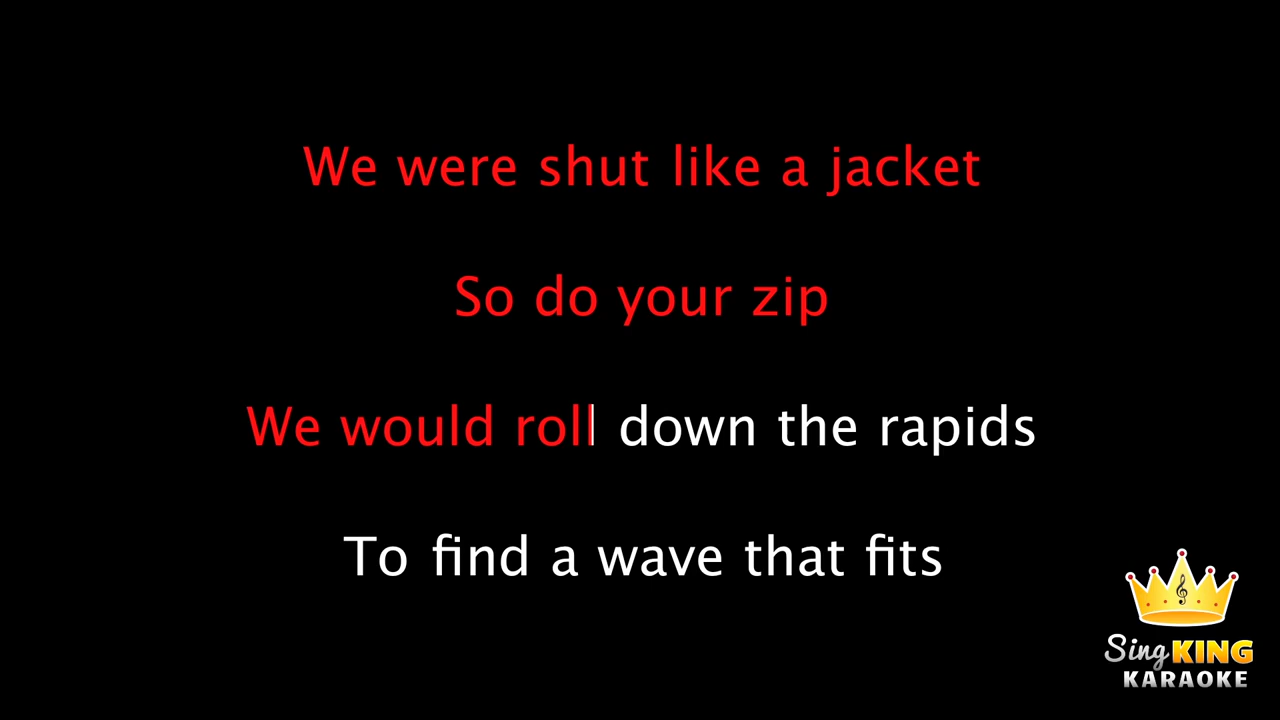 We were shut like a jacket
So do your zip
We would roll down the rapids
To find a wave that fits
Sing KING
KARAOKE